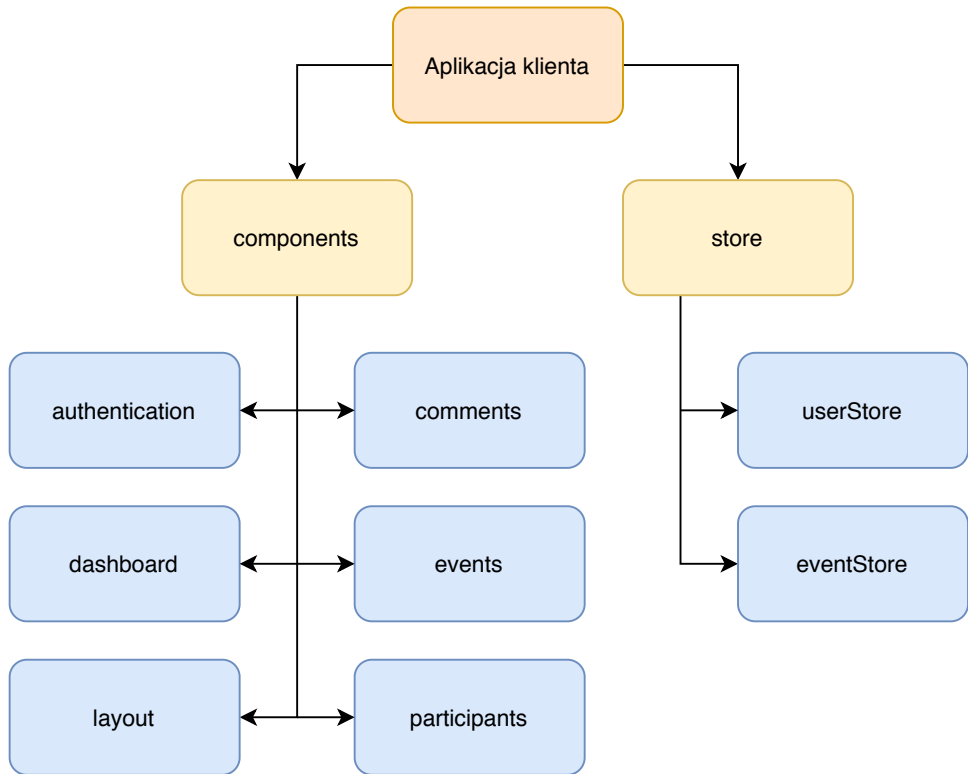 Aplikacja klienta
components
store
authentication
comments
userStore
dashboard
events
eventStore
layout
participants